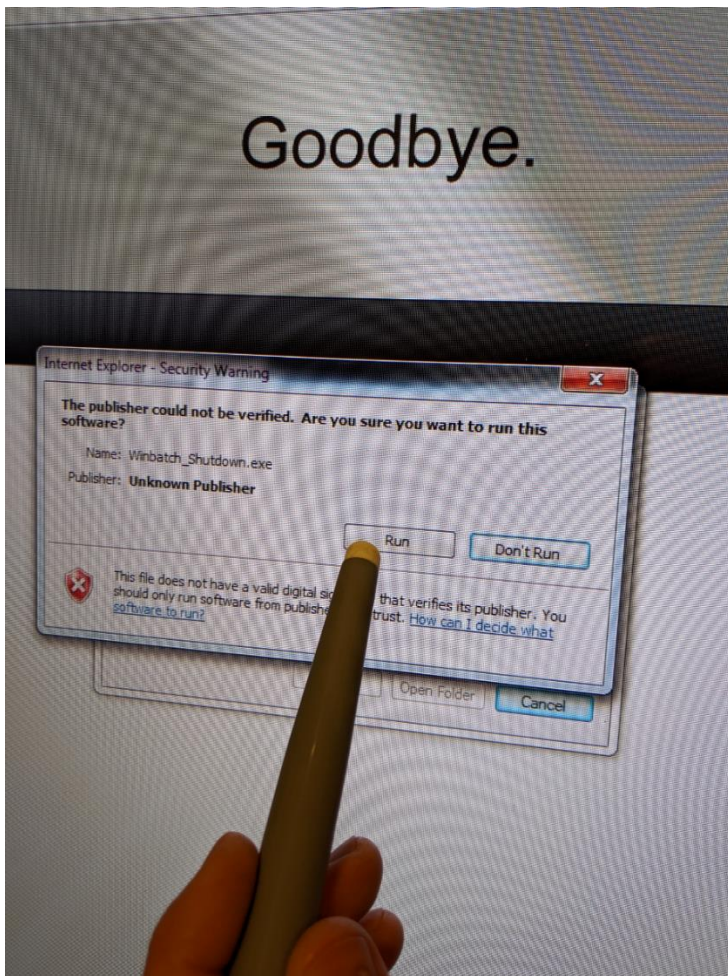 Goodbye.
Internet Explorer - Security Warning
The publisher could not be verified. Are you sure you want to run this
software?
Name: Winbatch_Shutdown.exe
Publisher: Unknown Publisher
Run
Don't Run
This file does not have a valid digital that verifies its publisher. You
should only run software from trust. How can I decide what
software to run?
Open Folder
Cancel